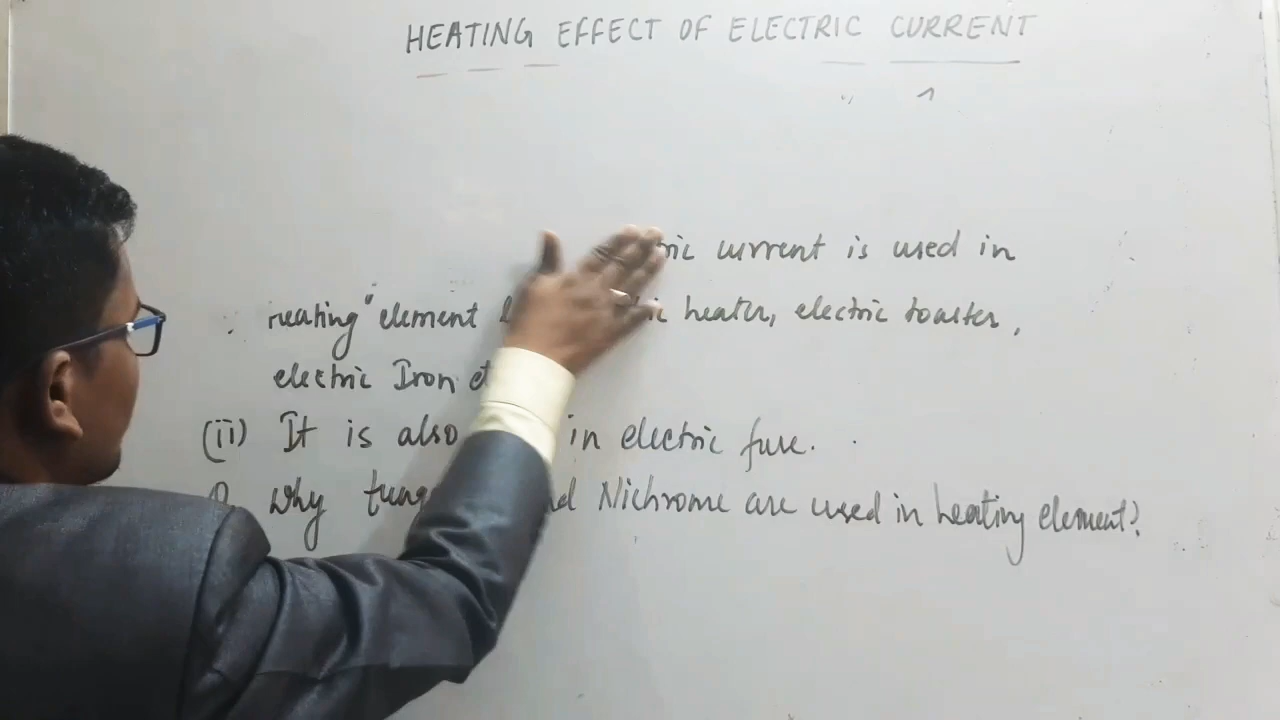 HEATING EFFECT OF ELECTRIC CURRENT
current is used in
heating element heater, electric toaster,
electric Iron
(ii) It is also in electric fuse.
Why and Nichrome are used in heating element?